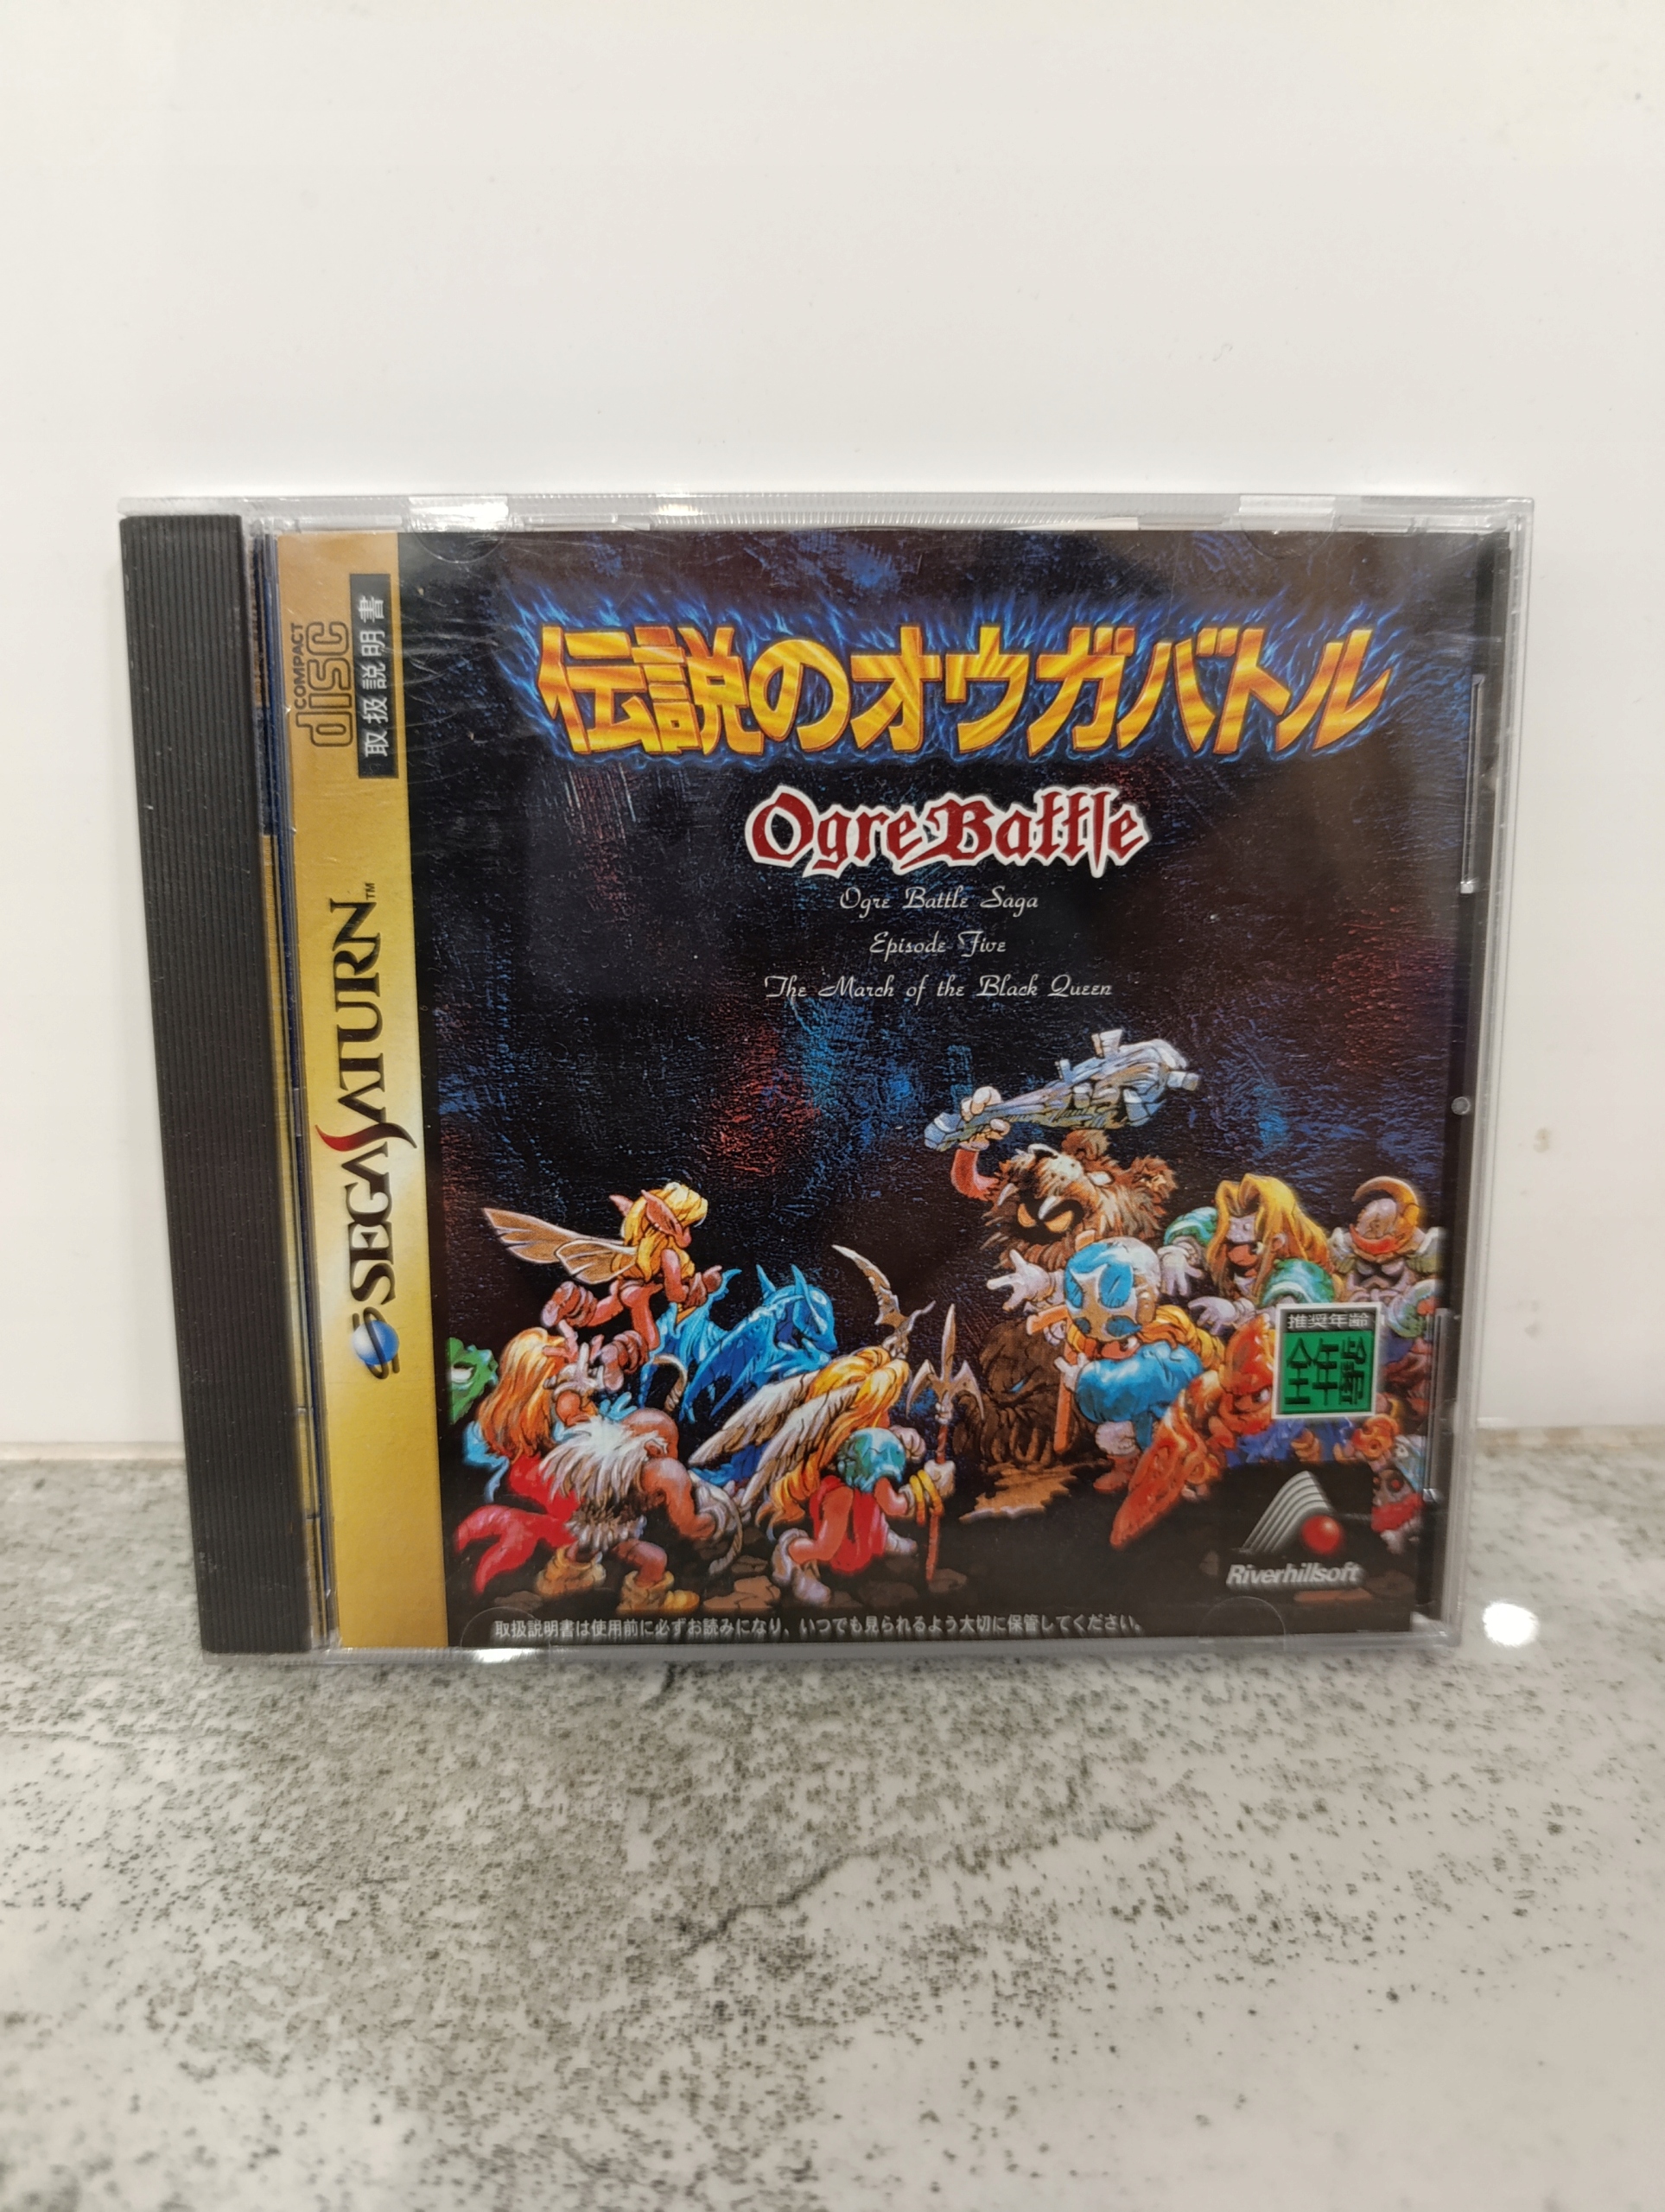 COMPACT
disc
取扱説明書
SEGA SATURN™
伝説のオウガバトル
Ogre Battle
Ogre Battle Saga
Episode Five
The March of the Black Queen
推奨年齢
全年齢
Riverhillsoft
取扱説明書は使用前に必ずお読みになり、いつでも見られるよう大切に保管してください。